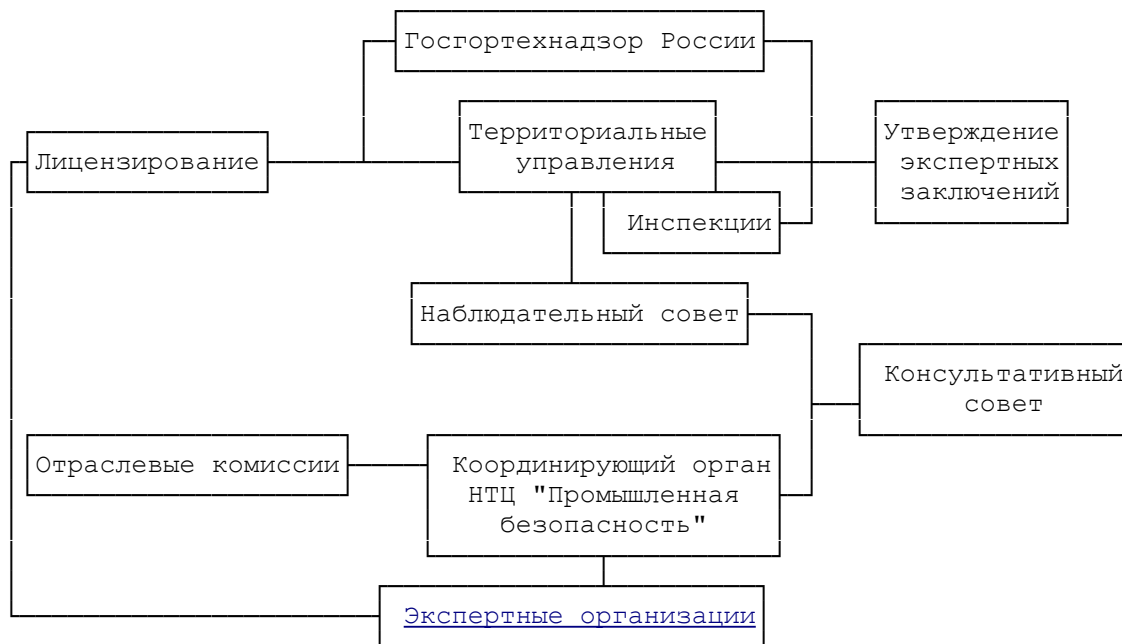 Госгортехнадзор России
Лицензирование
Территориальные
управления
Инспекции
Утверждение
экспертных
заключений
Наблюдательный совет
Консультативный
совет
Отраслевые комиссии
Координирующий орган
НТЦ "Промышленная
безопасность"
Экспертные организации